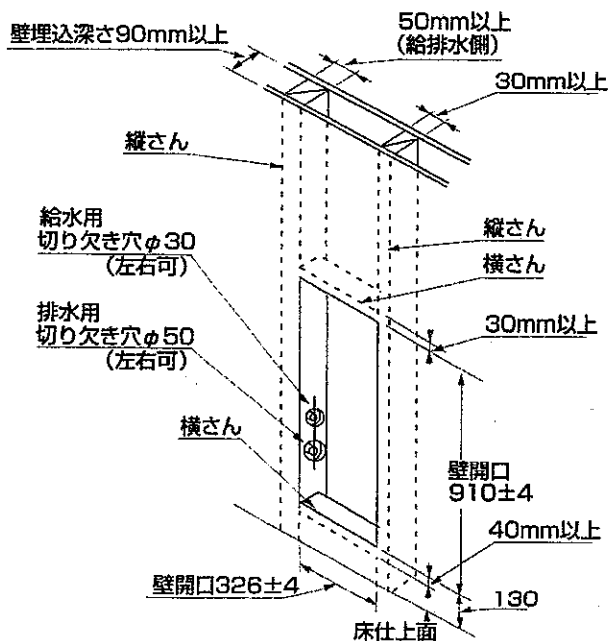 壁埋込深さ90mm以上
50mm以上
(給排水側)
30mm以上
縦さん
給水用
切り欠き穴φ30
(左右可)
縦さん
横さん
排水用
切り欠き穴φ50
(左右可)
30mm以上
横さん
壁開口
910±4
40mm以上
壁開口326±4
130
床仕上面